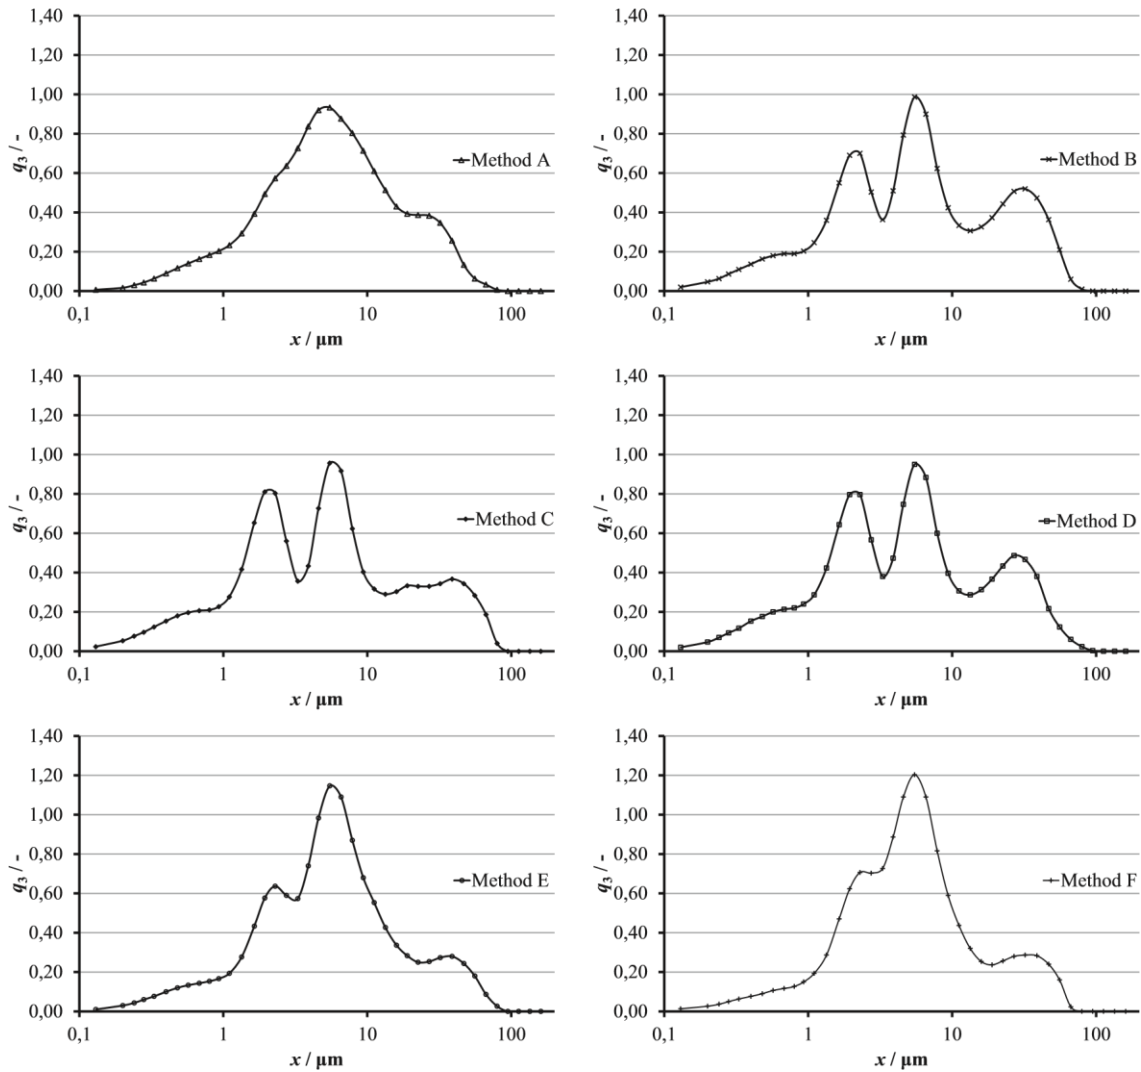 1,40
1,20
1,00
0,80
0,60
0,40
0,20
0,00
q3 / -
Method A
0,1 1 10 100
x / µm
1,40
1,20
1,00
0,80
0,60
0,40
0,20
0,00
q3 / -
Method B
0,1 1 10 100
x / µm
1,40
1,20
1,00
0,80
0,60
0,40
0,20
0,00
q3 / -
Method C
0,1 1 10 100
x / µm
1,40
1,20
1,00
0,80
0,60
0,40
0,20
0,00
q3 / -
Method D
0,1 1 10 100
x / µm
1,40
1,20
1,00
0,80
0,60
0,40
0,20
0,00
q3 / -
Method E
0,1 1 10 100
x / µm
1,40
1,20
1,00
0,80
0,60
0,40
0,20
0,00
q3 / -
Method F
0,1 1 10 100
x / µm